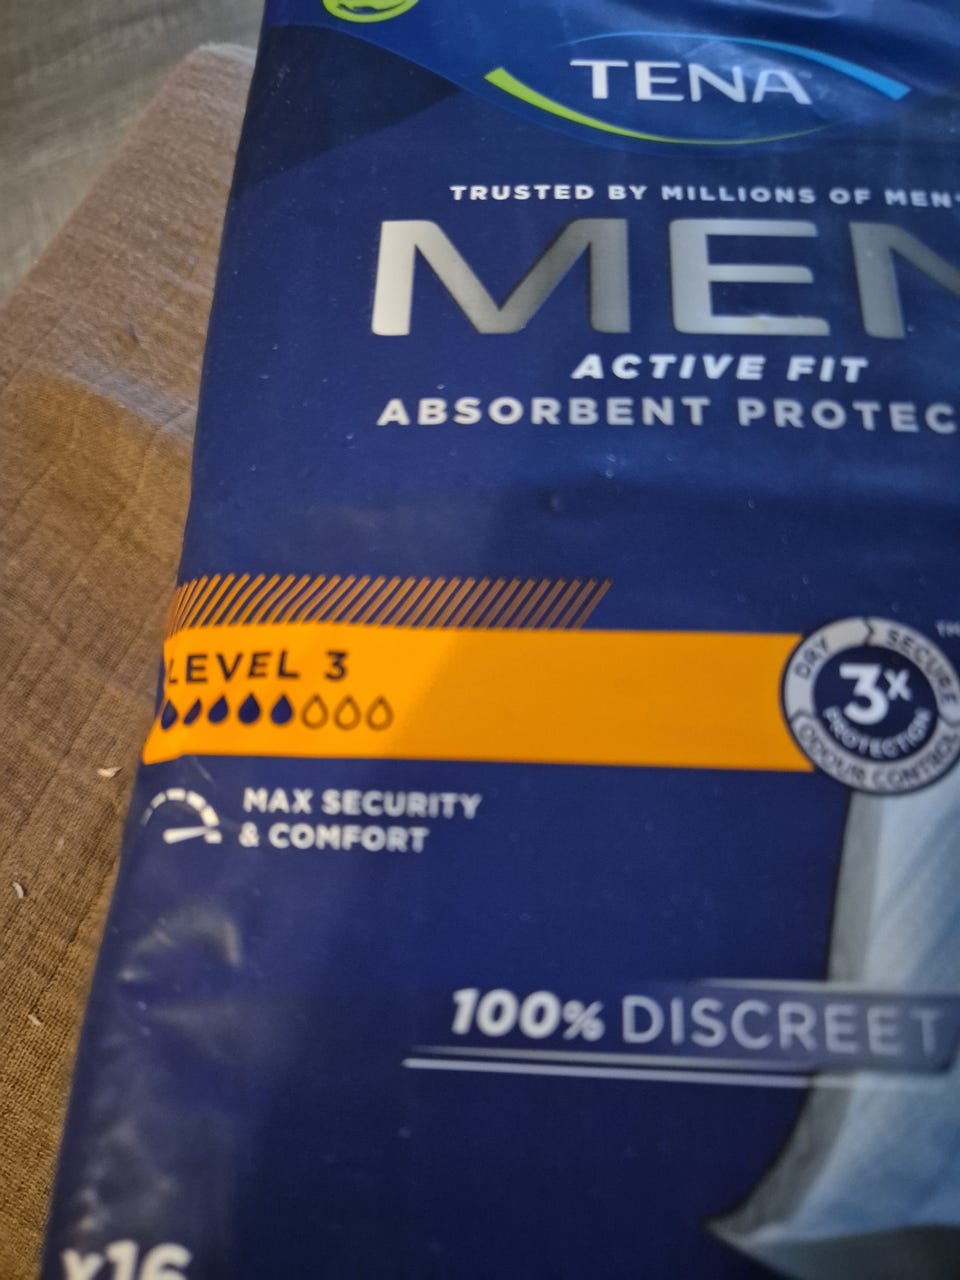 TENA
TRUSTED BY MILLIONS OF MEN*
MEN
ACTIVE FIT
ABSORBENT PROTEC
LEVEL 3
DRY
SECURE
3x
PROTECTION
ODOUR CONTROL
TM
MAX SECURITY
& COMFORT
100% DISCREET
x16